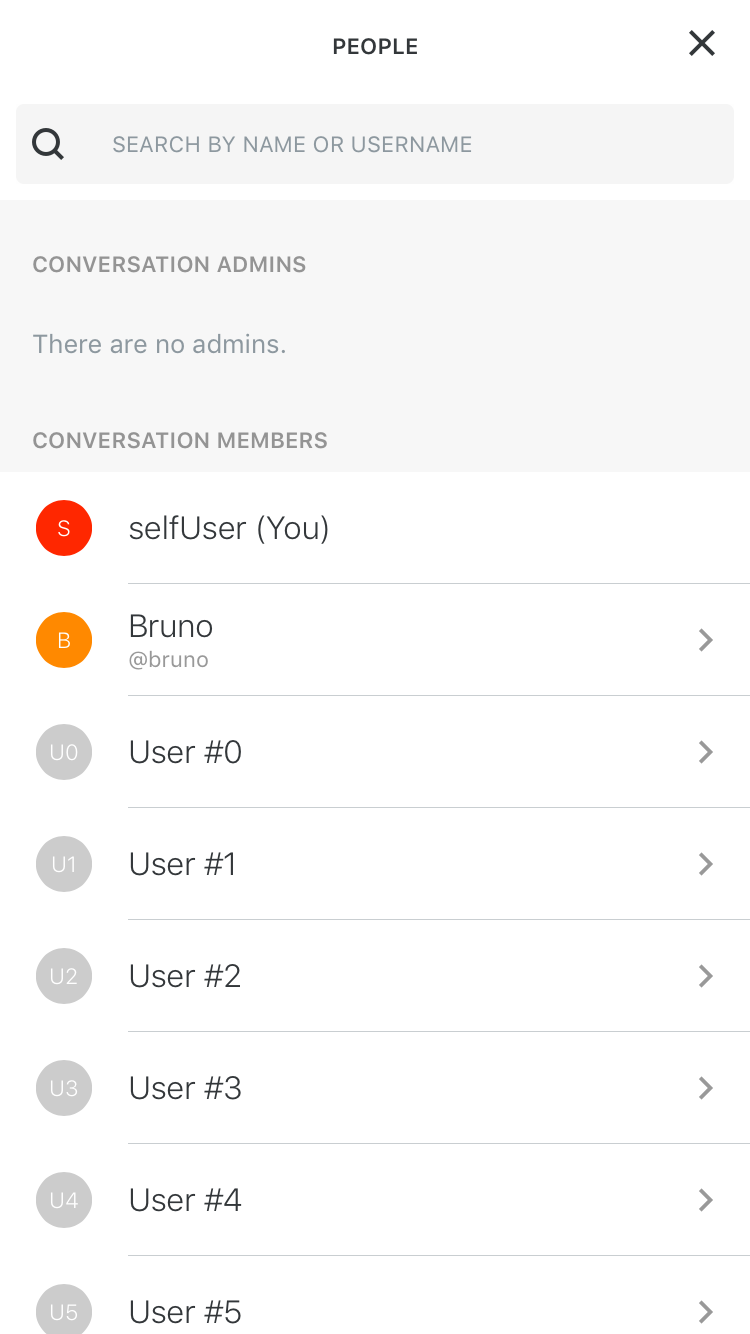 PEOPLE
SEARCH BY NAME OR USERNAME
CONVERSATION ADMINS
There are no admins.
CONVERSATION MEMBERS
S selfUser (You)
B Bruno
@bruno
U0 User #0
U1 User #1
U2 User #2
U3 User #3
U4 User #4
U5 User #5